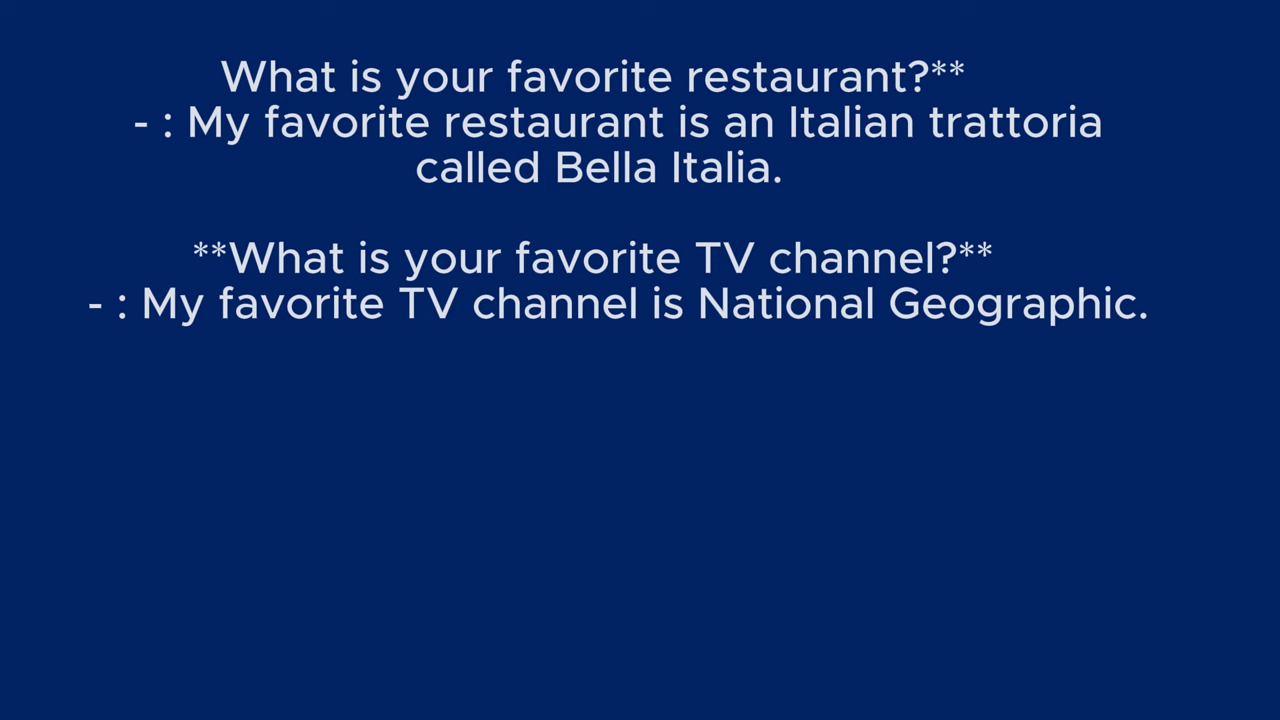 What is your favorite restaurant?**
- : My favorite restaurant is an Italian trattoria
called Bella Italia.
**What is your favorite TV channel?**
- : My favorite TV channel is National Geographic.